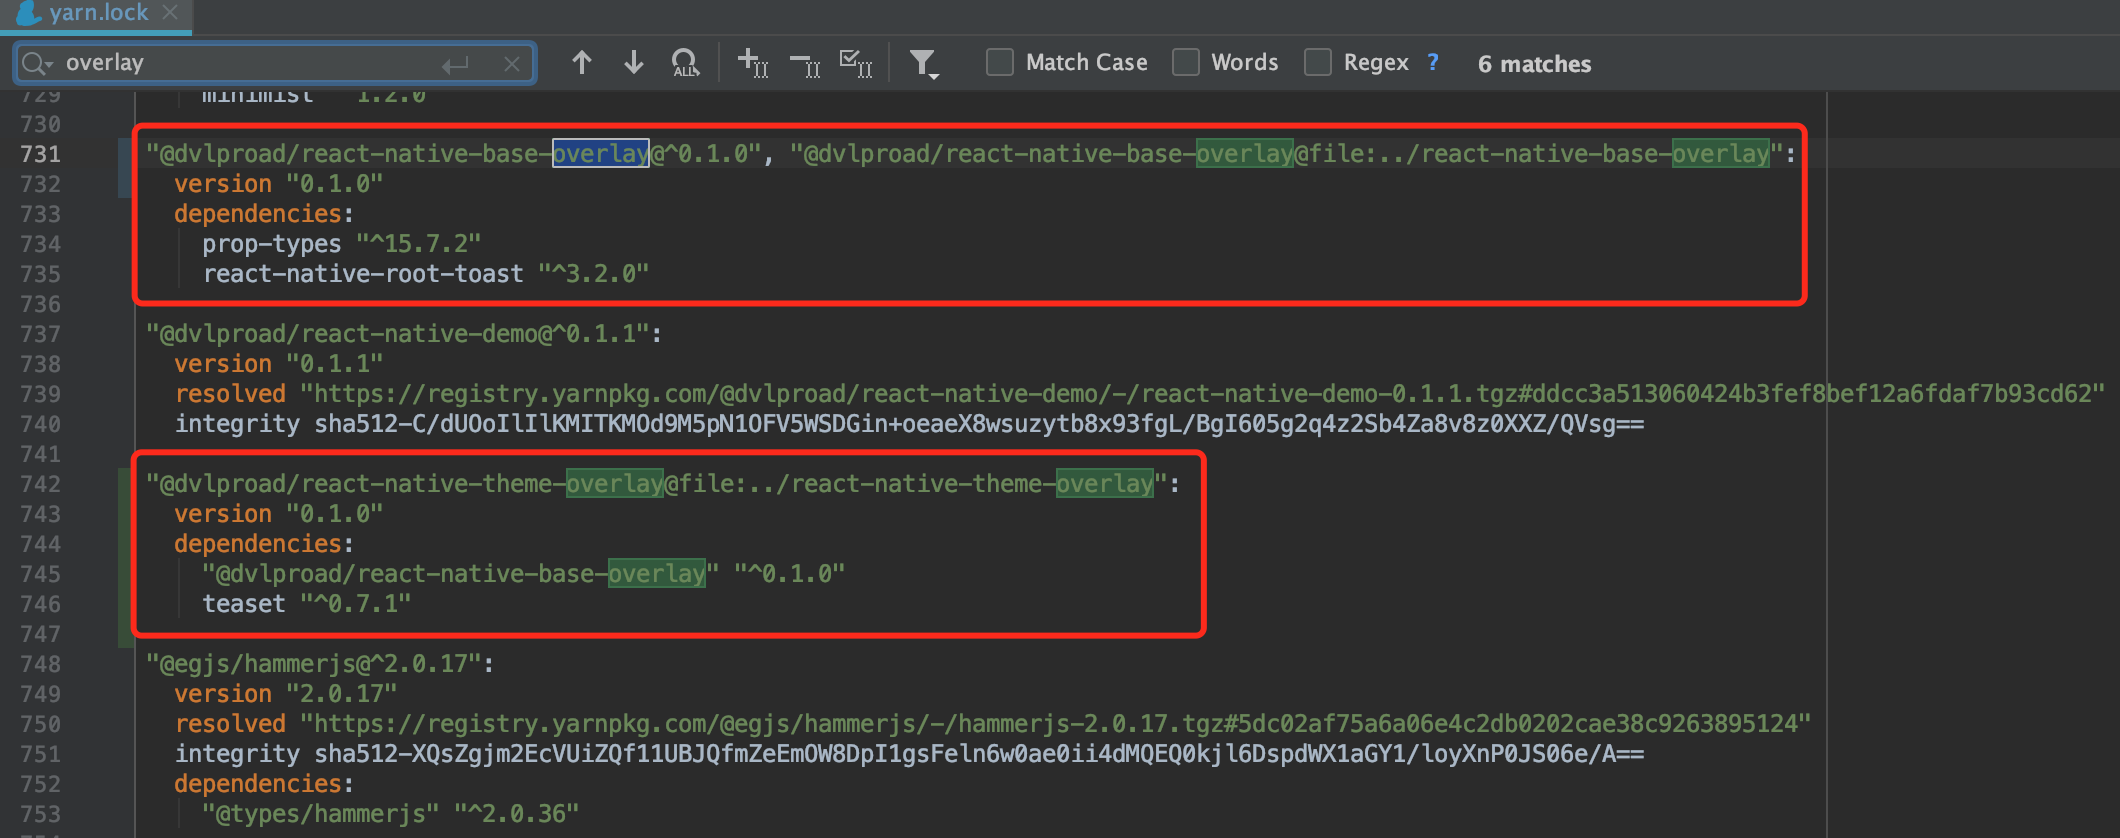 yarn.lock
overlay
ALL
Match Case
Words
Regex
?
6 matches
729 minimist "1.2.0"
730
731 "@dvlproad/react-native-base-overlay@^0.1.0", "@dvlproad/react-native-base-overlay@file:../react-native-base-overlay":
732 version "0.1.0"
733 dependencies:
734 prop-types "^15.7.2"
735 react-native-root-toast "^3.2.0"
736
737 "@dvlproad/react-native-demo@^0.1.1":
738 version "0.1.1"
739 resolved "https://registry.yarnpkg.com/@dvlproad/react-native-demo/-/react-native-demo-0.1.1.tgz#ddcc3a513060424b3fef8bef12a6fdaf7b93cd62"
740 integrity sha512-C/dUOoIlIlKMITKMOd9M5pN1OFV5WSDGin+oeaeX8wsuzytb8x93fgL/BgI605g2q4z2Sb4Za8v8z0XXZ/QVsg==
741
742 "@dvlproad/react-native-theme-overlay@file:../react-native-theme-overlay":
743 version "0.1.0"
744 dependencies:
745 "@dvlproad/react-native-base-overlay" "^0.1.0"
746 teaset "^0.7.1"
747
748 "@egjs/hammerjs@^2.0.17":
749 version "2.0.17"
750 resolved "https://registry.yarnpkg.com/@egjs/hammerjs/-/hammerjs-2.0.17.tgz#5dc02af75a6a06e4c2db0202cae38c9263895124"
751 integrity sha512-XQsZgjm2EcVUiZQf11UBJQfmZeEmOW8DpI1gsFeln6w0ae0ii4dMQEQ0kjl6DspdWX1aGY1/loyXnP0JS06e/A==
752 dependencies:
753 "@types/hammerjs" "^2.0.36"